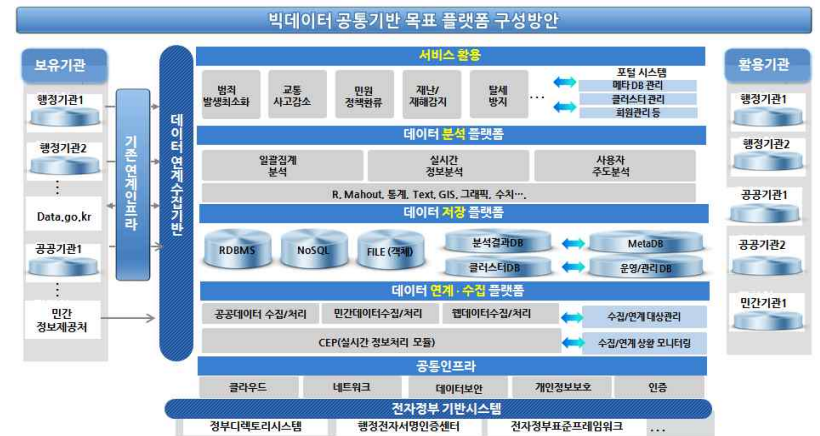 빅데이터 공통기반 목표 플랫폼 구성방안
보유기관
행정기관1
행정기관2
⋮
Data.go.kr
공공기관1
⋮
민간
정보제공처
기존 연계인프라
데이터 연계수집기반
서비스 활용
범죄
발생최소화
교통
사고감소
민원
정책환류
재난/
재해감지
탈세
방지
...
포털 시스템
메타 DB 관리
클러스터 관리
회원관리 등
데이터 분석 플랫폼
일괄집계
분석
실시간
정보분석
사용자
주도분석
R, Mahout, 통계, Text, GIS, 그래픽, 수치….
데이터 저장 플랫폼
RDBMS
NoSQL
FILE (객체)
분석결과DB
MetaDB
클러스터DB
운영/관리 DB
데이터 연계·수집 플랫폼
공공데이터 수집/처리
민간데이터수집/처리
웹데이터수집/처리
수집/연계 대상관리
CEP(실시간 정보처리 모듈)
수집/연계 상황 모니터링
공통인프라
클라우드
네트워크
데이터보안
개인정보보호
인증
전자정부 기반시스템
정부디렉토리시스템
행정전자서명인증센터
전자정부표준프레임워크
...
활용기관
행정기관1
행정기관2
공공기관1
공공기관2
민간기관1